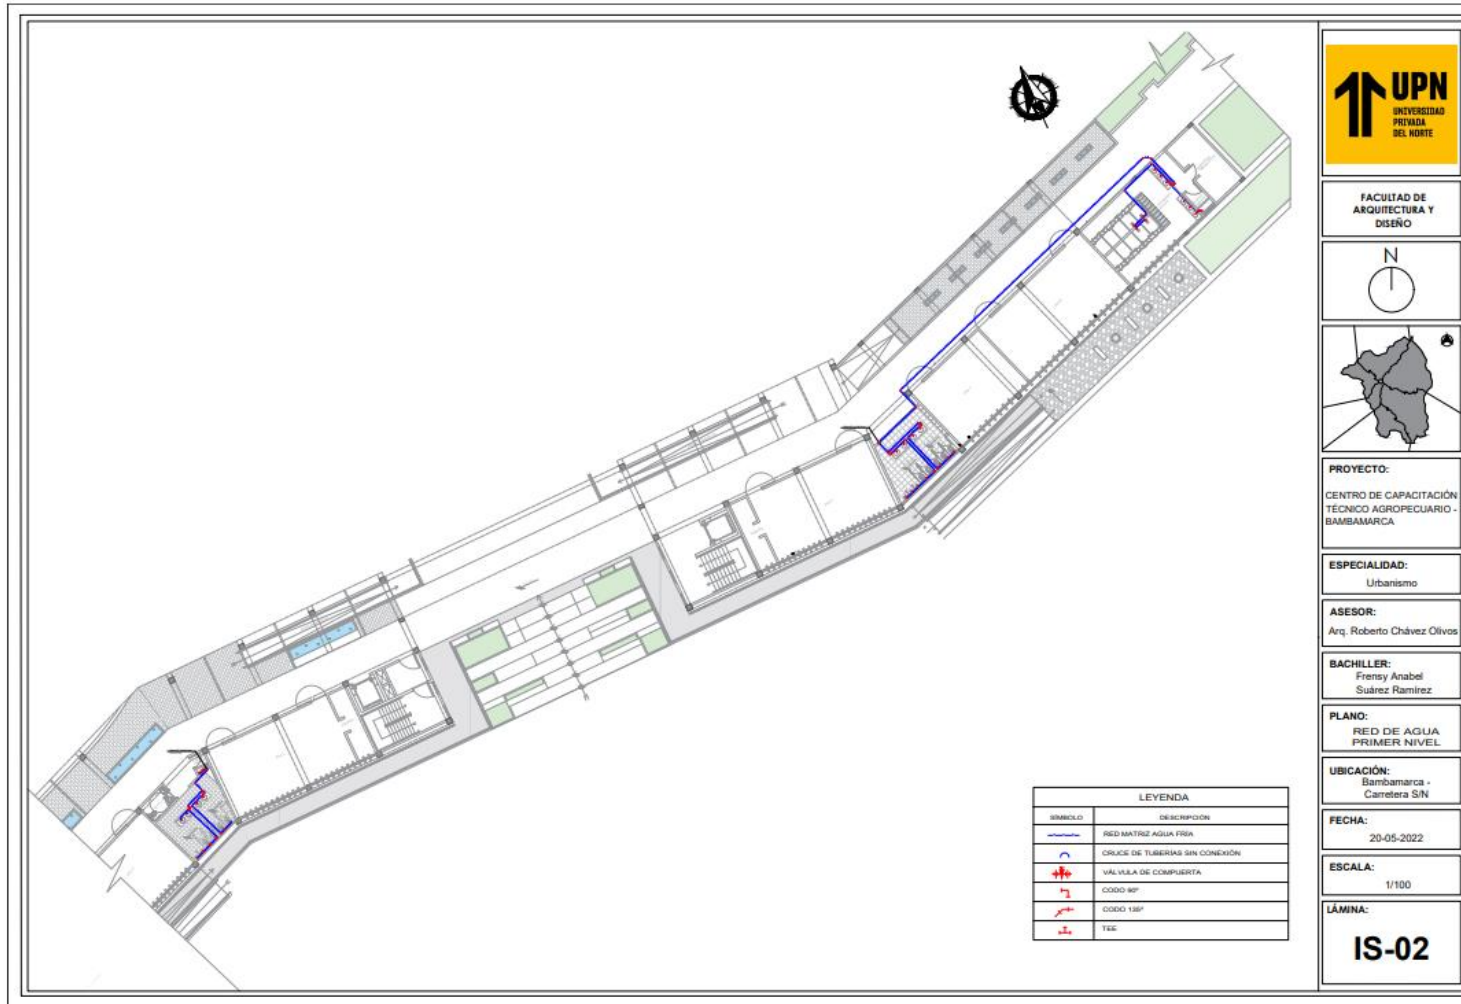 UPN
UNIVERSIDAD
PRIVADA
DEL NORTE
FACULTAD DE
ARQUITECTURA Y
DISEÑO
N
PROYECTO:
CENTRO DE CAPACITACIÓN
TÉCNICO AGROPECUARIO -
BAMBAMARCA
ESPECIALIDAD:
Urbanismo
ASESOR:
Arq. Roberto Chávez Olivos
BACHILLER:
Frensy Anabel
Suárez Ramírez
PLANO:
RED DE AGUA
PRIMER NIVEL
UBICACIÓN:
Bambamarca -
Carretera S/N
FECHA:
20-05-2022
ESCALA:
1/100
LÁMINA:
IS-02
LEYENDA
SÍMBOLO DESCRIPCIÓN
RED MATRIZ AGUA FRÍA
CRUCE DE TUBERÍAS SIN CONEXIÓN
VÁLVULA DE COMPUERTA
CODO 90°
CODO 135°
TEE